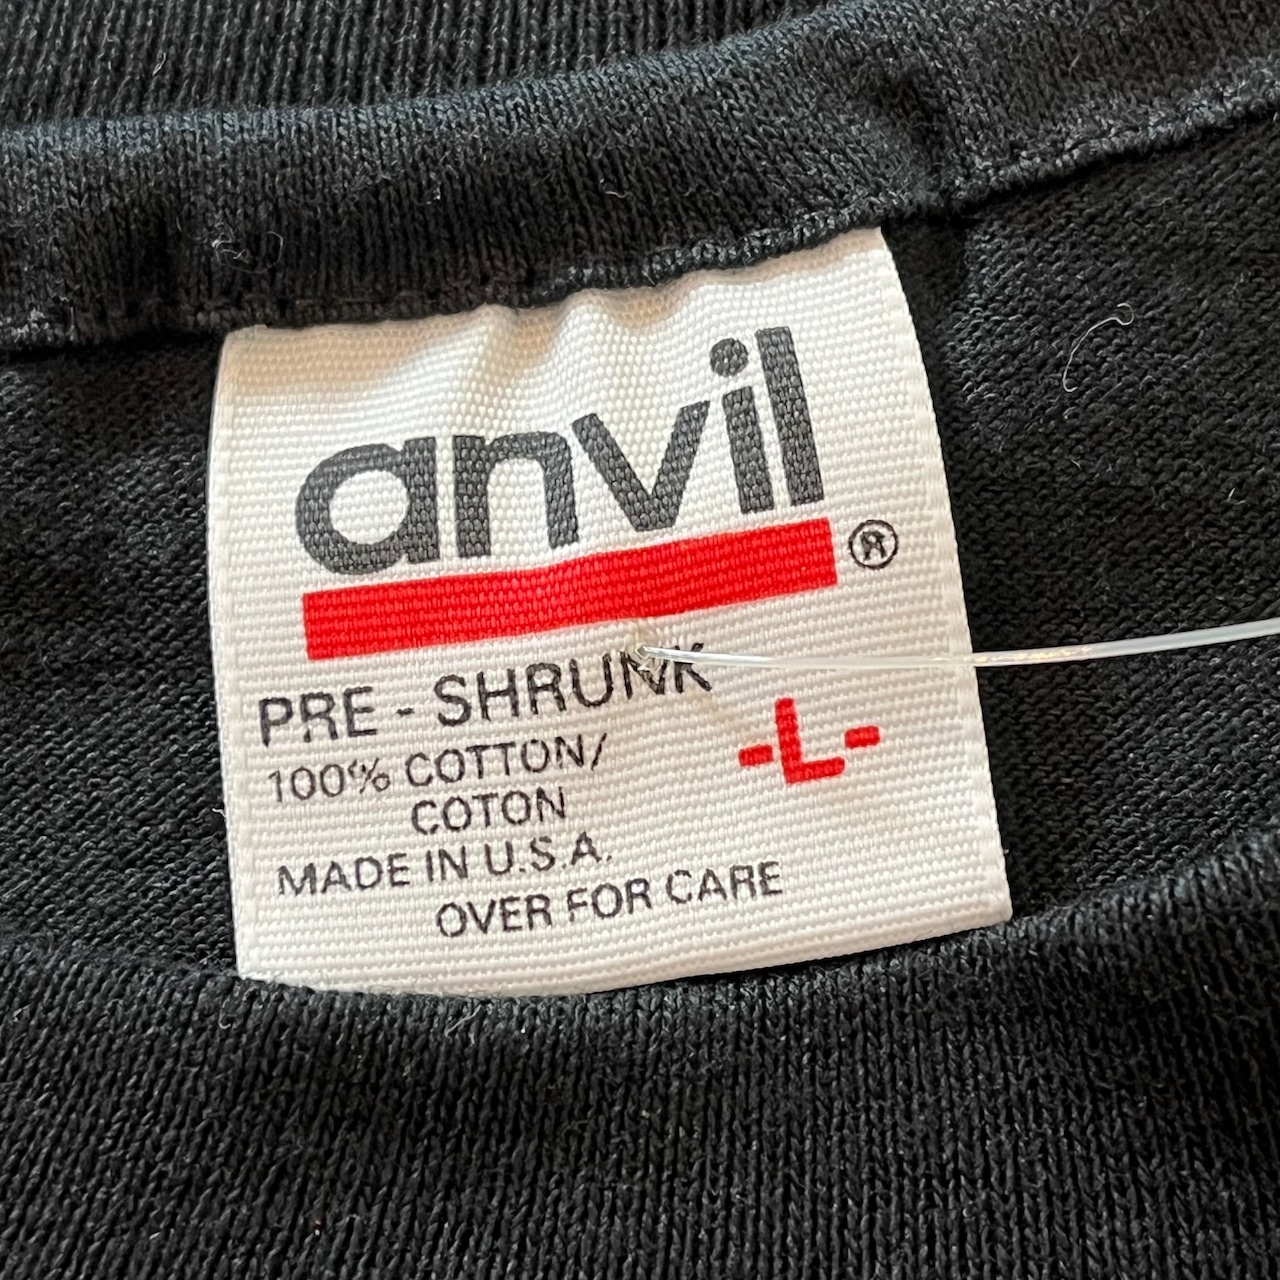 anvil®
PRE - SHRUNK
-L-
100% COTTON/
COTON
MADE IN U.S.A.
OVER FOR CARE